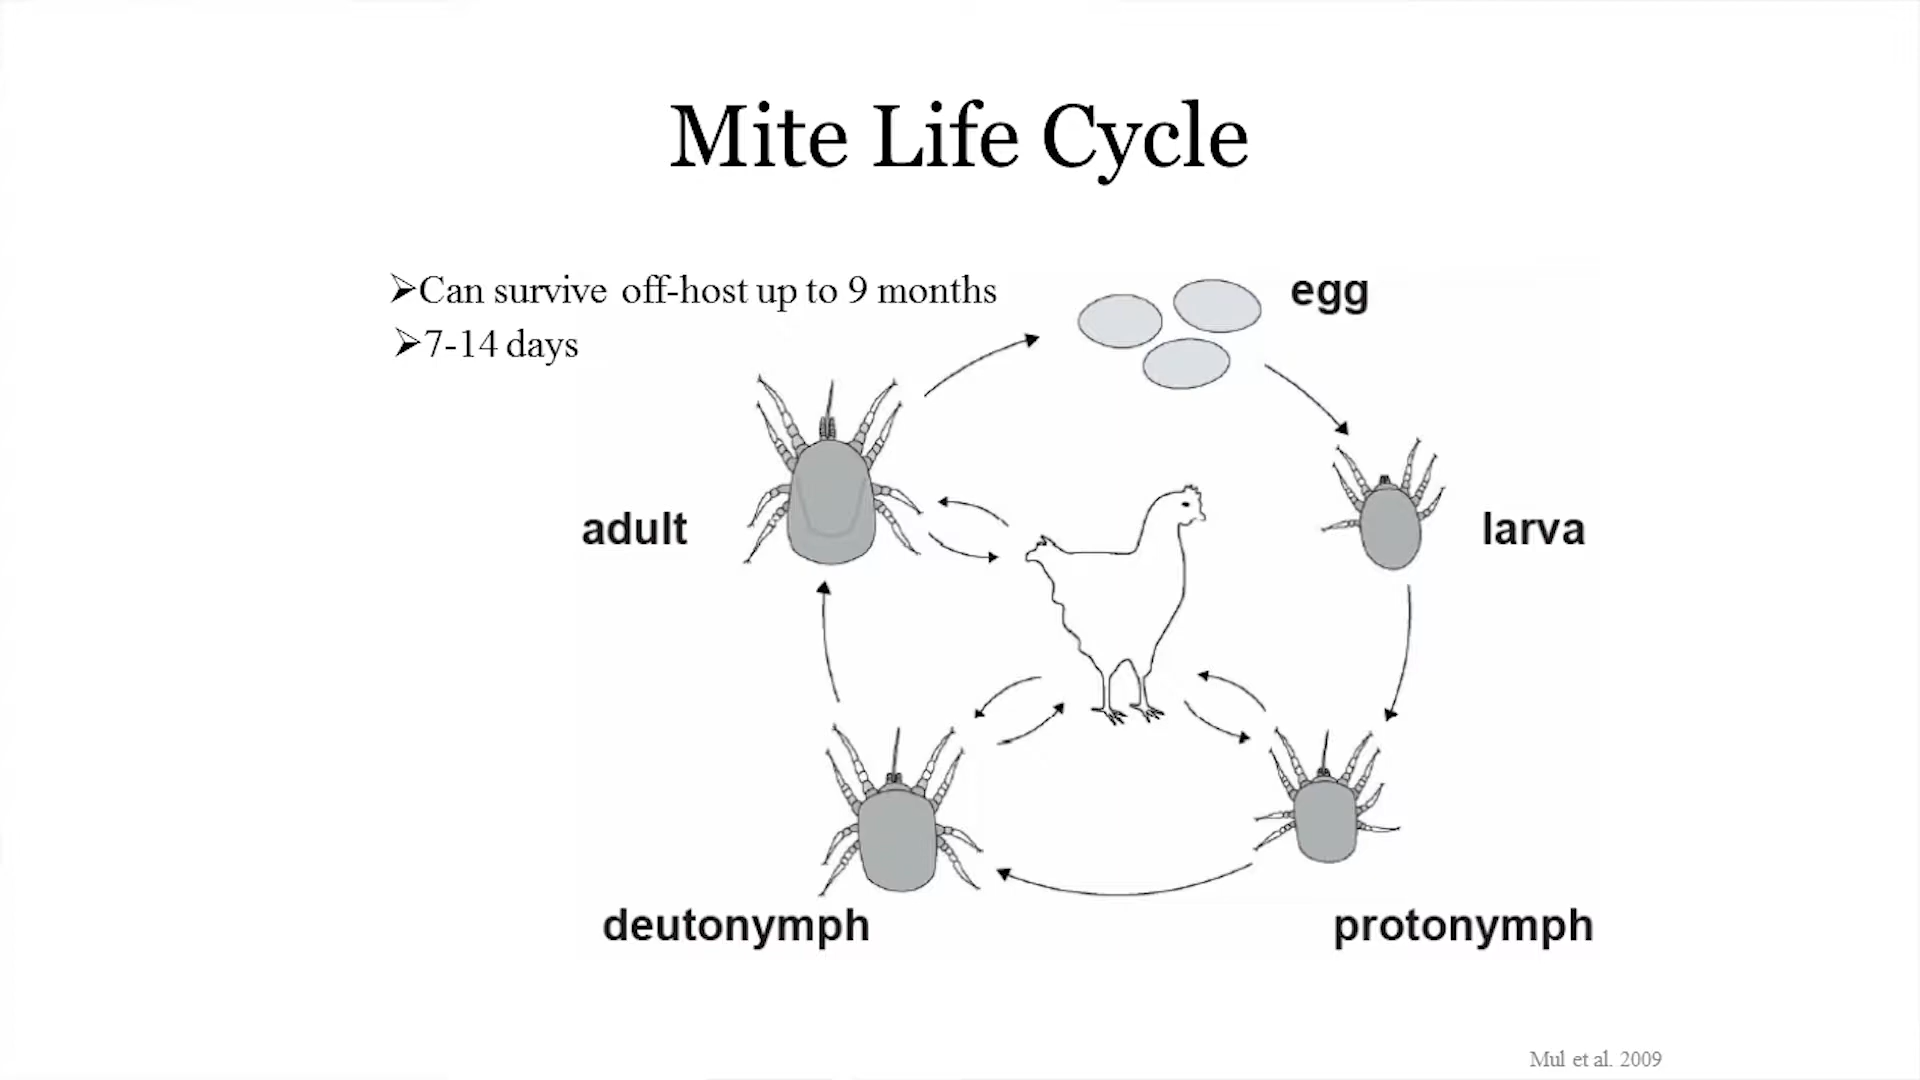 Mite Life Cycle
➢Can survive off-host up to 9 months
➢7-14 days
egg
adult
larva
deutonymph
protonymph
Mul et al. 2009